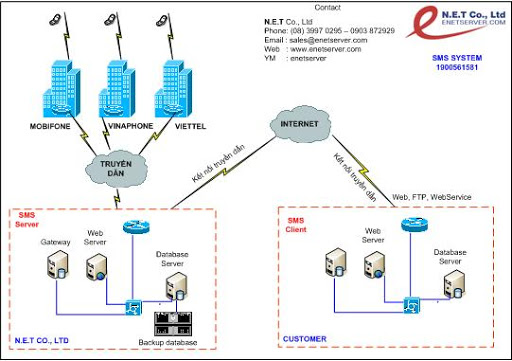 Contact
N.E.T Co., Ltd
Phone: (08) 3997 0295 – 0903 872929
Email : sales@enetserver.com
Web : www.enetserver.com
YM : enetserver
N.E.T Co., Ltd
ENETSERVER.COM
SMS SYSTEM
1900561581
MOBIFONE
VINAPHONE
VIETTEL
INTERNET
TRUYỀN
DẪN
Kết nối truyền dẫn
Kết nối truyền dẫn
Web, FTP, WebService
SMS
Server
Gateway
Web
Server
Database
Server
Backup database
N.E.T CO., LTD
SMS
Client
Web
Server
Database
Server
CUSTOMER